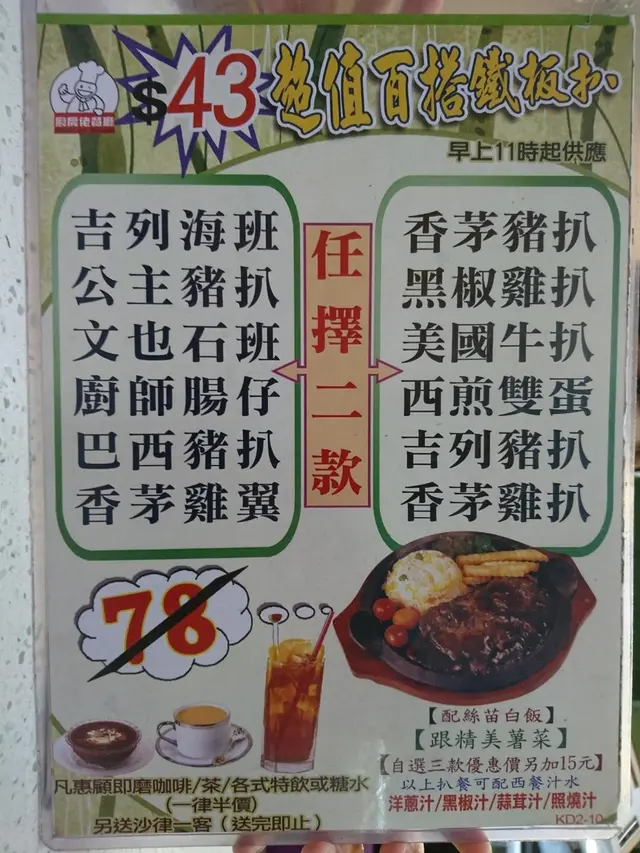 廚長佬餐廳
$43 超值百搭鐵板扒
早上11時起供應
吉列海班
公主豬扒
文也石班
廚師腸仔
巴西豬扒
香茅雞翼
任擇二款
香茅豬扒
黑椒雞扒
美國牛扒
西煎雙蛋
吉列豬扒
香茅雞扒
78
【配絲苗白飯】
【跟精美薯菜】
【自選三款優惠價另加15元】
以上扒餐可配西餐汁水
洋蔥汁/黑椒汁/蒜茸汁/照燒汁
KD2-10
凡惠顧即磨咖啡/茶/各式特飲或糖水
(一律半價)
另送沙律一客（送完即止）